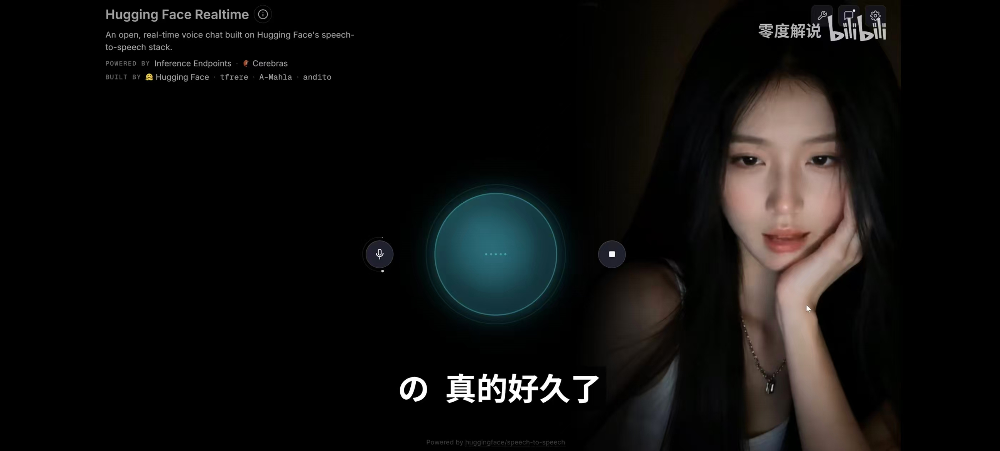 Hugging Face Realtime
An open, real-time voice chat built on Hugging Face's speech-
to-speech stack.
POWERED BY Inference Endpoints · Cerebras
BUILT BY 🤗 Hugging Face · tfrere · A-Mahla · andito
零度解说 bilibili
の 真的好久了
Powered by huggingface/speech-to-speech